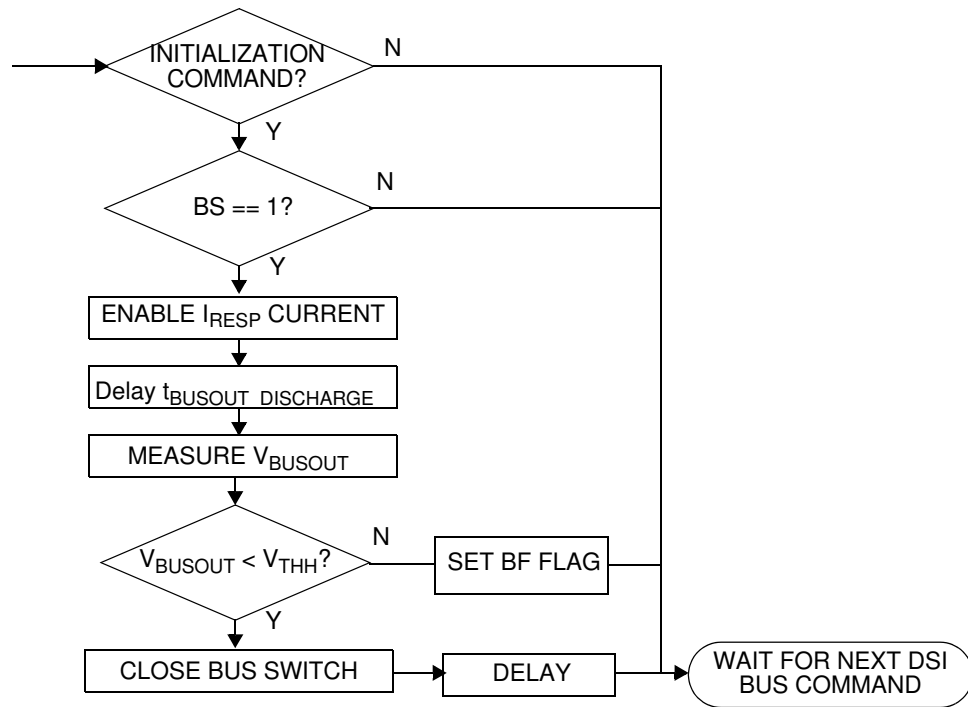 INITIALIZATION
COMMAND?
N
Y
BS == 1?
N
Y
ENABLE IRESP CURRENT
Delay tBUSOUT_DISCHARGE
MEASURE VBUSOUT
VBUSOUT < VTHH?
N
SET BF FLAG
Y
CLOSE BUS SWITCH
DELAY
WAIT FOR NEXT DSI
BUS COMMAND